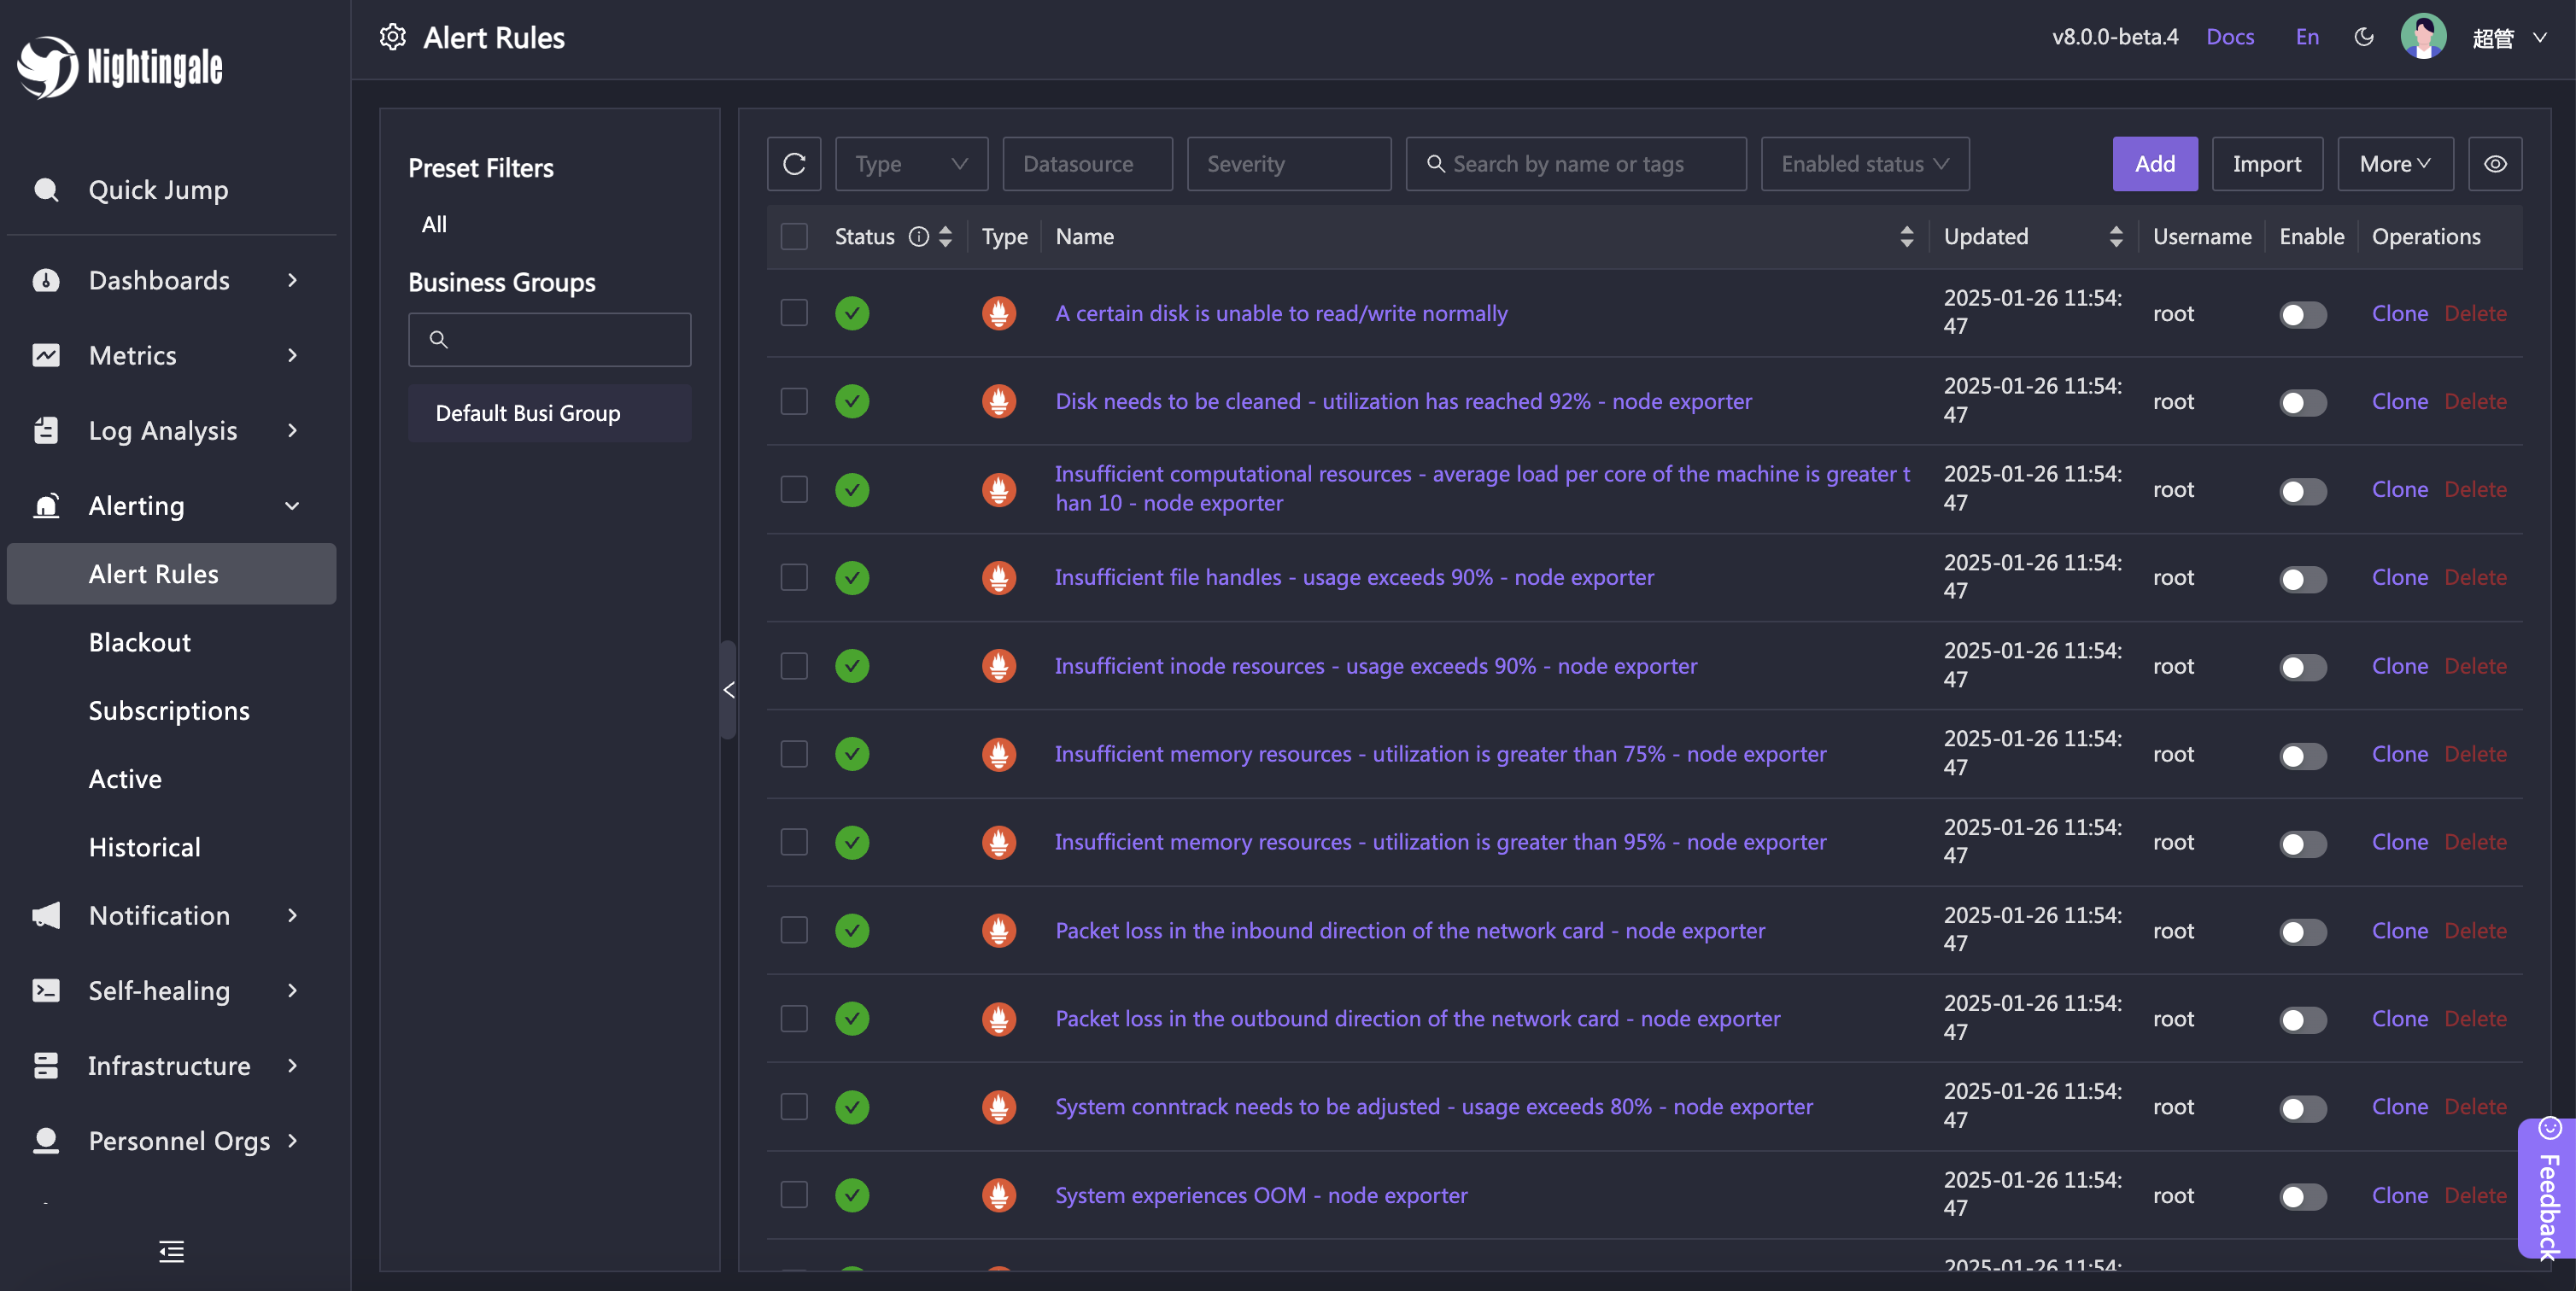 Nightingale
Quick Jump
Dashboards
Metrics
Log Analysis
Alerting
Alert Rules
Blackout
Subscriptions
Active
Historical
Notification
Self-healing
Infrastructure
Personnel Orgs
Alert Rules
v8.0.0-beta.4 Docs En 超管
Preset Filters
All
Business Groups
Default Busi Group
Type Datasource Severity Search by name or tags Enabled status Add Import More
Status Type Name Updated Username Enable Operations
A certain disk is unable to read/write normally 2025-01-26 11:54: root Clone Delete
47
Disk needs to be cleaned - utilization has reached 92% - node exporter 2025-01-26 11:54: root Clone Delete
47
Insufficient computational resources - average load per core of the machine is greater t 2025-01-26 11:54: root Clone Delete
han 10 - node exporter 47
Insufficient file handles - usage exceeds 90% - node exporter 2025-01-26 11:54: root Clone Delete
47
Insufficient inode resources - usage exceeds 90% - node exporter 2025-01-26 11:54: root Clone Delete
47
Insufficient memory resources - utilization is greater than 75% - node exporter 2025-01-26 11:54: root Clone Delete
47
Insufficient memory resources - utilization is greater than 95% - node exporter 2025-01-26 11:54: root Clone Delete
47
Packet loss in the inbound direction of the network card - node exporter 2025-01-26 11:54: root Clone Delete
47
Packet loss in the outbound direction of the network card - node exporter 2025-01-26 11:54: root Clone Delete
47
System conntrack needs to be adjusted - usage exceeds 80% - node exporter 2025-01-26 11:54: root Clone Delete
47
System experiences OOM - node exporter 2025-01-26 11:54: root Clone Delete
47
2025-01-26 11:54:
Feedback